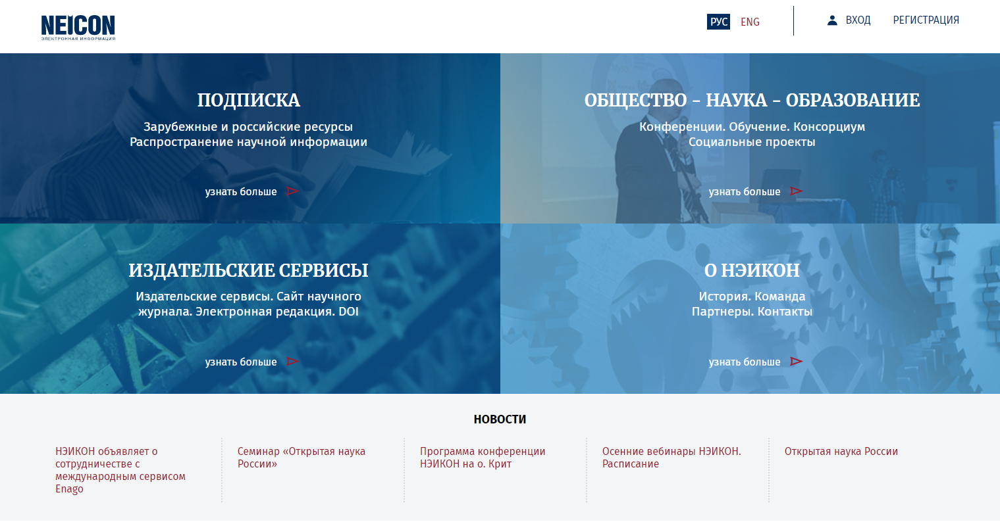 NEICON
ЭЛЕКТРОННАЯ ИНФОРМАЦИЯ
РУС ENG
ВХОД
РЕГИСТРАЦИЯ
ПОДПИСКА
Зарубежные и российские ресурсы
Распространение научной информации
узнать больше
ОБЩЕСТВО – НАУКА – ОБРАЗОВАНИЕ
Конференции. Обучение. Консорциум
Социальные проекты
узнать больше
ИЗДАТЕЛЬСКИЕ СЕРВИСЫ
Издательские сервисы. Сайт научного
журнала. Электронная редакция. DOI
узнать больше
О НЭИКОН
История. Команда
Партнеры. Контакты
узнать больше
НОВОСТИ
НЭИКОН объявляет о
сотрудничестве с
международным сервисом
Enago
Семинар «Открытая наука
России»
Программа конференции
НЭИКОН на о. Крит
Осенние вебинары НЭИКОН.
Расписание
Открытая наука России